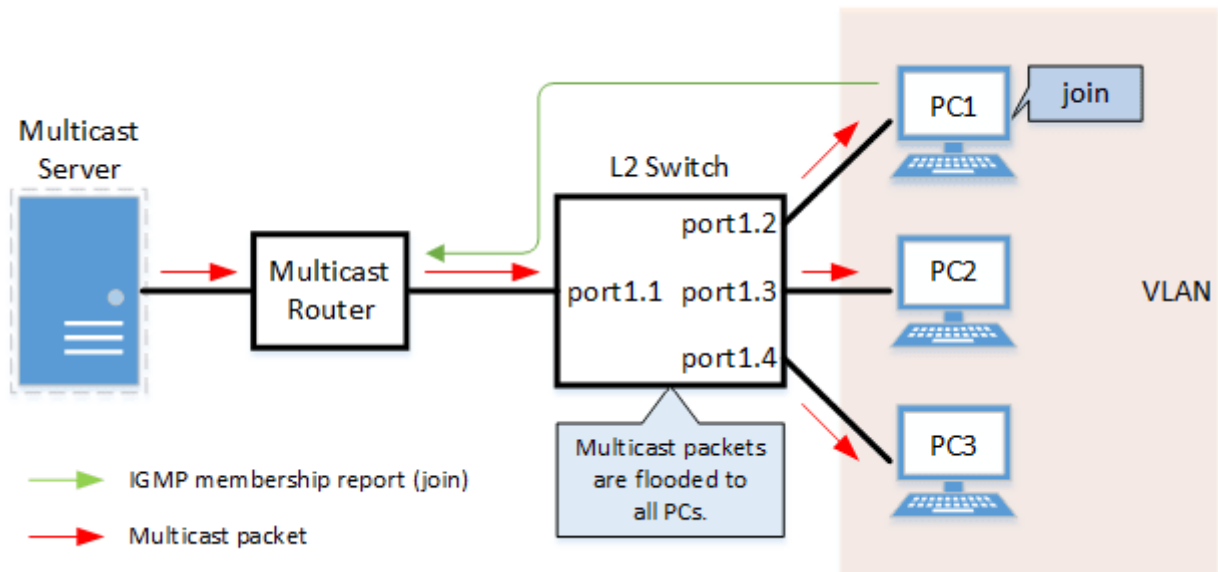 Multicast
Server
Multicast
Router
L2 Switch
port1.1
port1.2
port1.3
port1.4
Multicast packets
are flooded to
all PCs.
PC1
join
PC2
PC3
VLAN
IGMP membership report (join)
Multicast packet